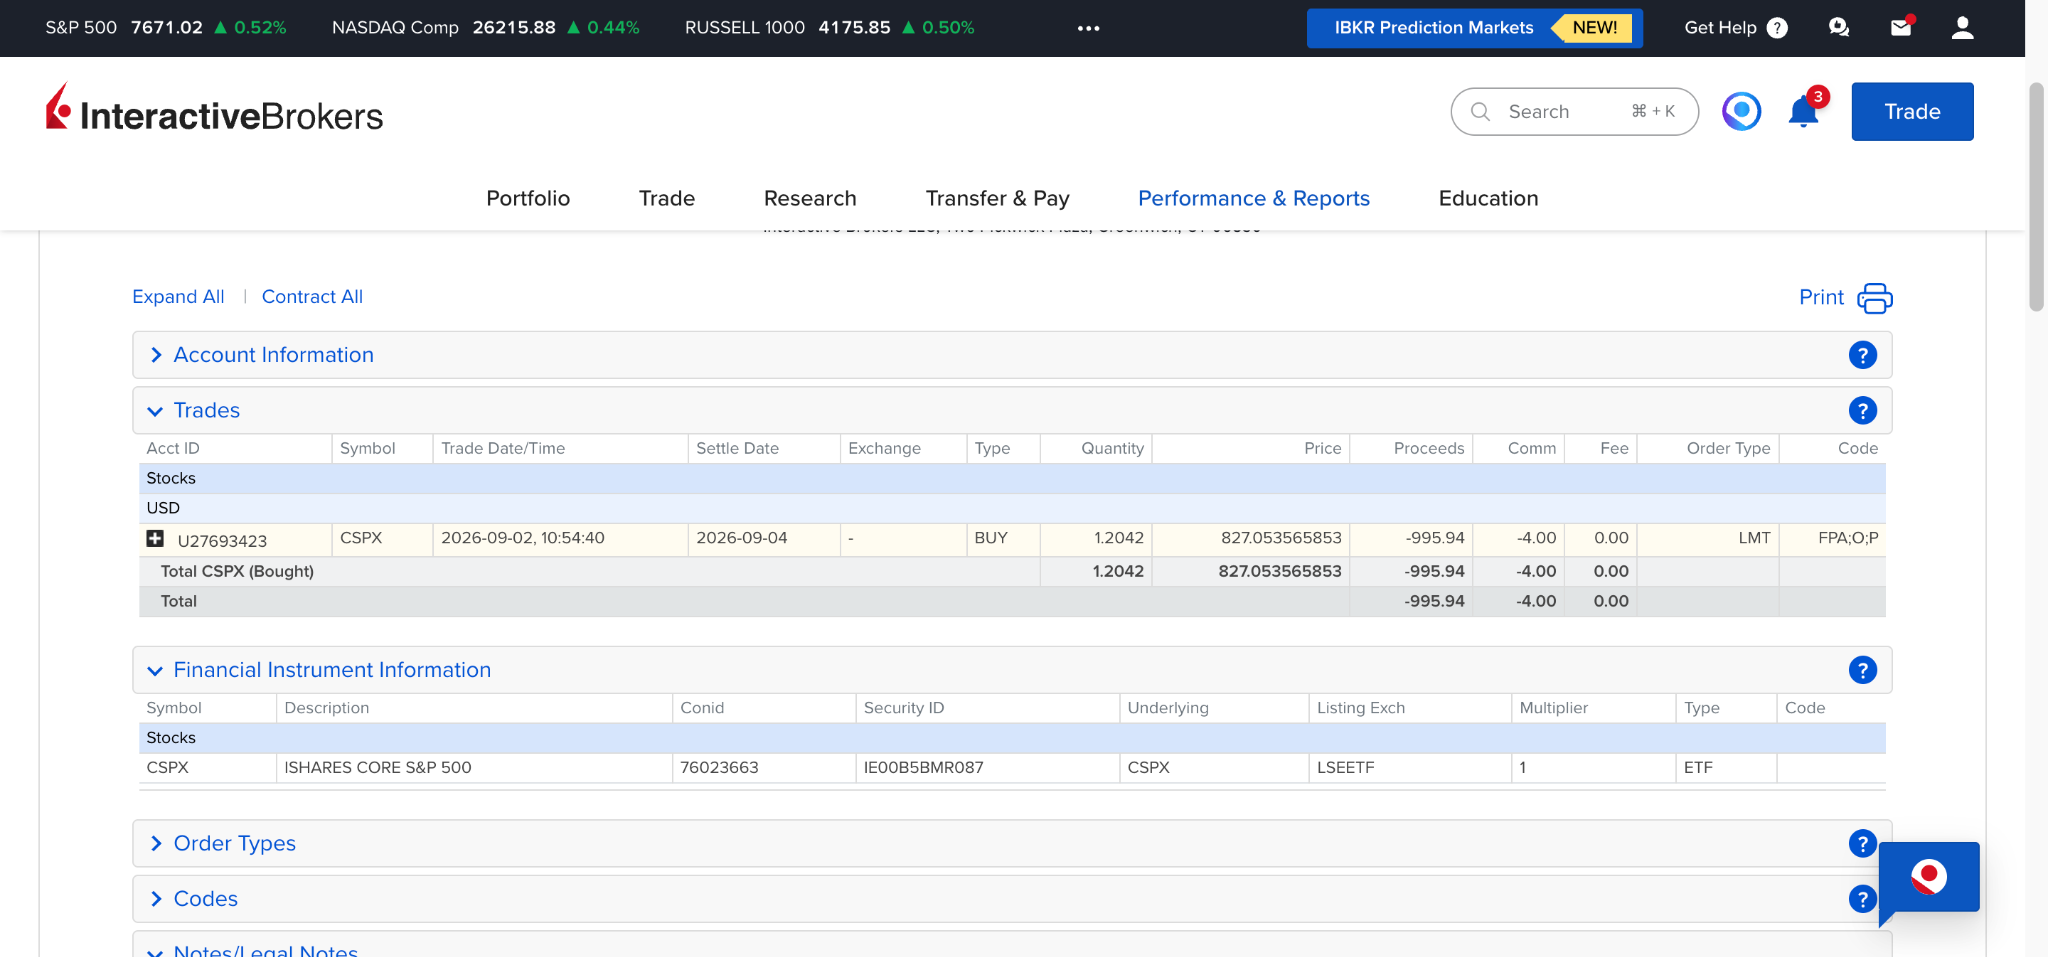 S&P 500 7671.02 ▲ 0.52% NASDAQ Comp 26215.88 ▲ 0.44% RUSSELL 1000 4175.85 ▲ 0.50% ••• IBKR Prediction Markets NEW! Get Help ?
InteractiveBrokers Search ⌘ + K 3 Trade
Portfolio Trade Research Transfer & Pay Performance & Reports Education
Expand All | Contract All Print
Account Information ?
Trades ?
Acct ID Symbol Trade Date/Time Settle Date Exchange Type Quantity Price Proceeds Comm Fee Order Type Code
Stocks
USD
U27693423 CSPX 2026-09-02, 10:54:40 2026-09-04 - BUY 1.2042 827.053565853 -995.94 -4.00 0.00 LMT FPA;O;P
Total CSPX (Bought) 1.2042 827.053565853 -995.94 -4.00 0.00
Total -995.94 -4.00 0.00
Financial Instrument Information ?
Symbol Description Conid Security ID Underlying Listing Exch Multiplier Type Code
Stocks
CSPX ISHARES CORE S&P 500 76023663 IE00B5BMR087 CSPX LSEETF 1 ETF
Order Types ?
Codes ?
Notes/Legal Notes